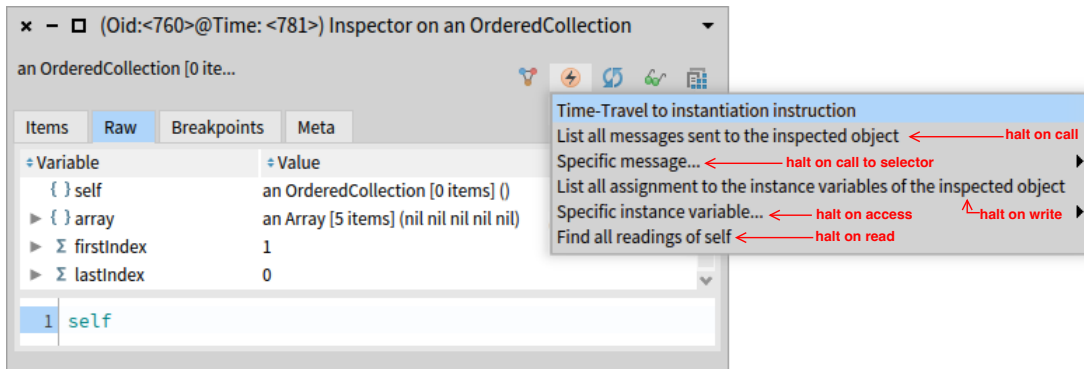 (Oid:<760>@Time: <781>) Inspector on an OrderedCollection
an OrderedCollection [0 ite...
Items Raw Breakpoints Meta
Variable Value
{ } self an OrderedCollection [0 items] ()
{ } array an Array [5 items] (nil nil nil nil nil)
Σ firstIndex 1
Σ lastIndex 0
1 self
Time-Travel to instantiation instruction
List all messages sent to the inspected object halt on call
Specific message... halt on call to selector
List all assignment to the instance variables of the inspected object
Specific instance variable... halt on access halt on write
Find all readings of self halt on read